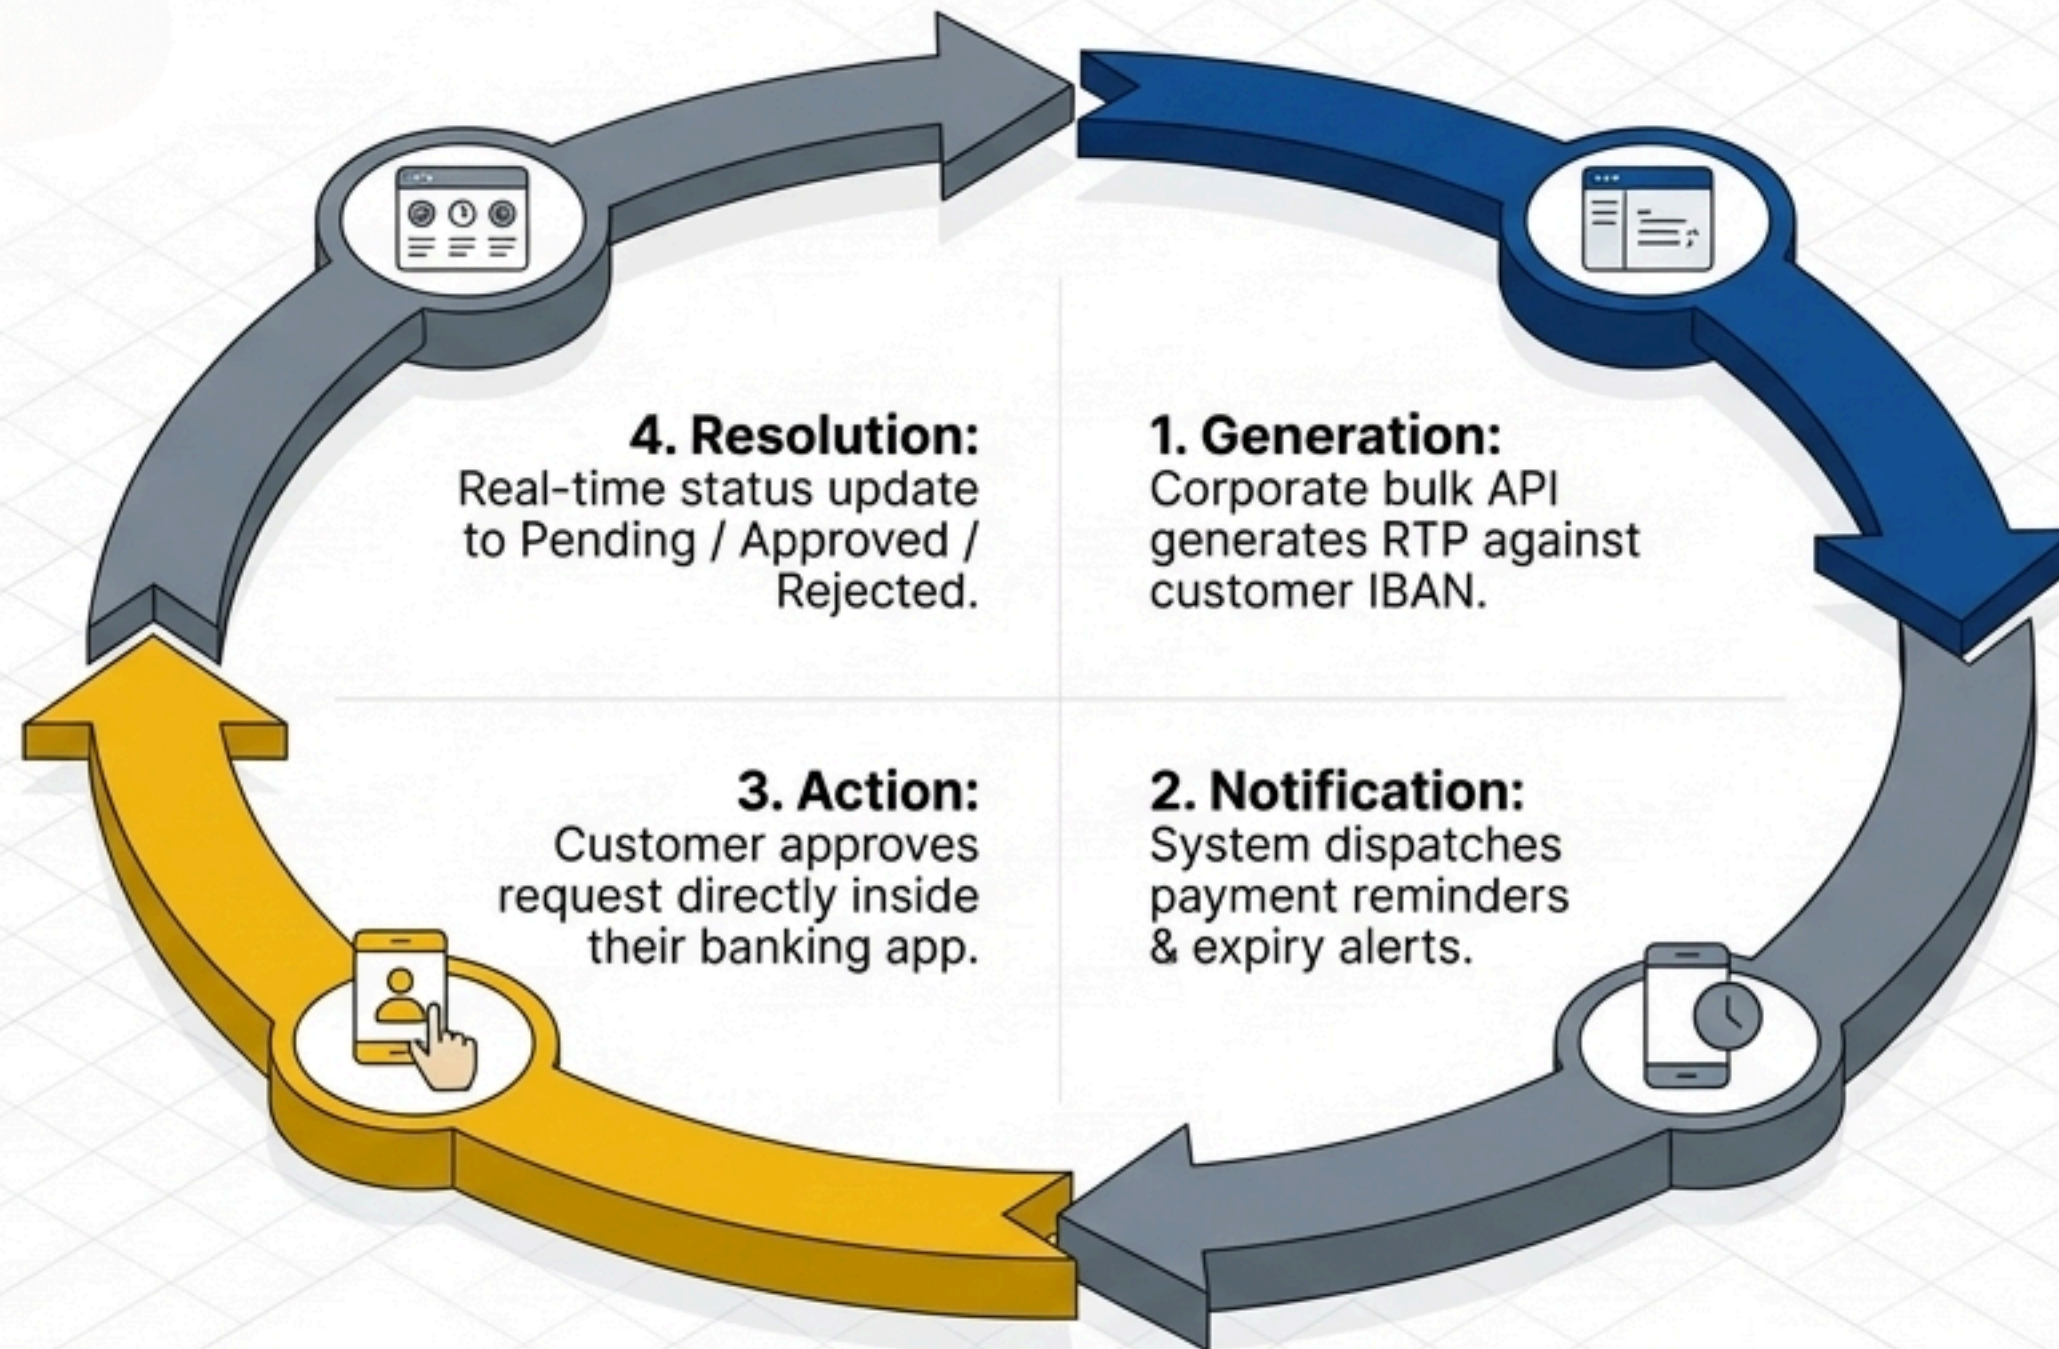 4. Resolution:
Real-time status update
to Pending / Approved /
Rejected.
1. Generation:
Corporate bulk API
generates RTP against
customer IBAN.
3. Action:
Customer approves
request directly inside
their banking app.
2. Notification:
System dispatches
payment reminders
& expiry alerts.